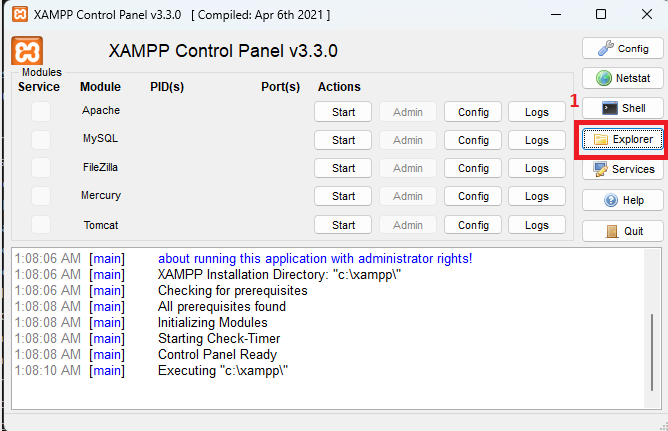 XAMPP Control Panel v3.3.0 [ Compiled: Apr 6th 2021 ]
XAMPP Control Panel v3.3.0
Config
Modules
Service Module PID(s) Port(s) Actions
Netstat
Apache Start Admin Config Logs
1
Shell
MySQL Start Admin Config Logs
Explorer
FileZilla Start Admin Config Logs
Services
Mercury Start Admin Config Logs
Help
Tomcat Start Admin Config Logs
Quit
1:08:06 AM [main] about running this application with administrator rights!
1:08:06 AM [main] XAMPP Installation Directory: "c:\xampp\"
1:08:06 AM [main] Checking for prerequisites
1:08:08 AM [main] All prerequisites found
1:08:08 AM [main] Initializing Modules
1:08:08 AM [main] Starting Check-Timer
1:08:08 AM [main] Control Panel Ready
1:08:10 AM [main] Executing "c:\xampp\"